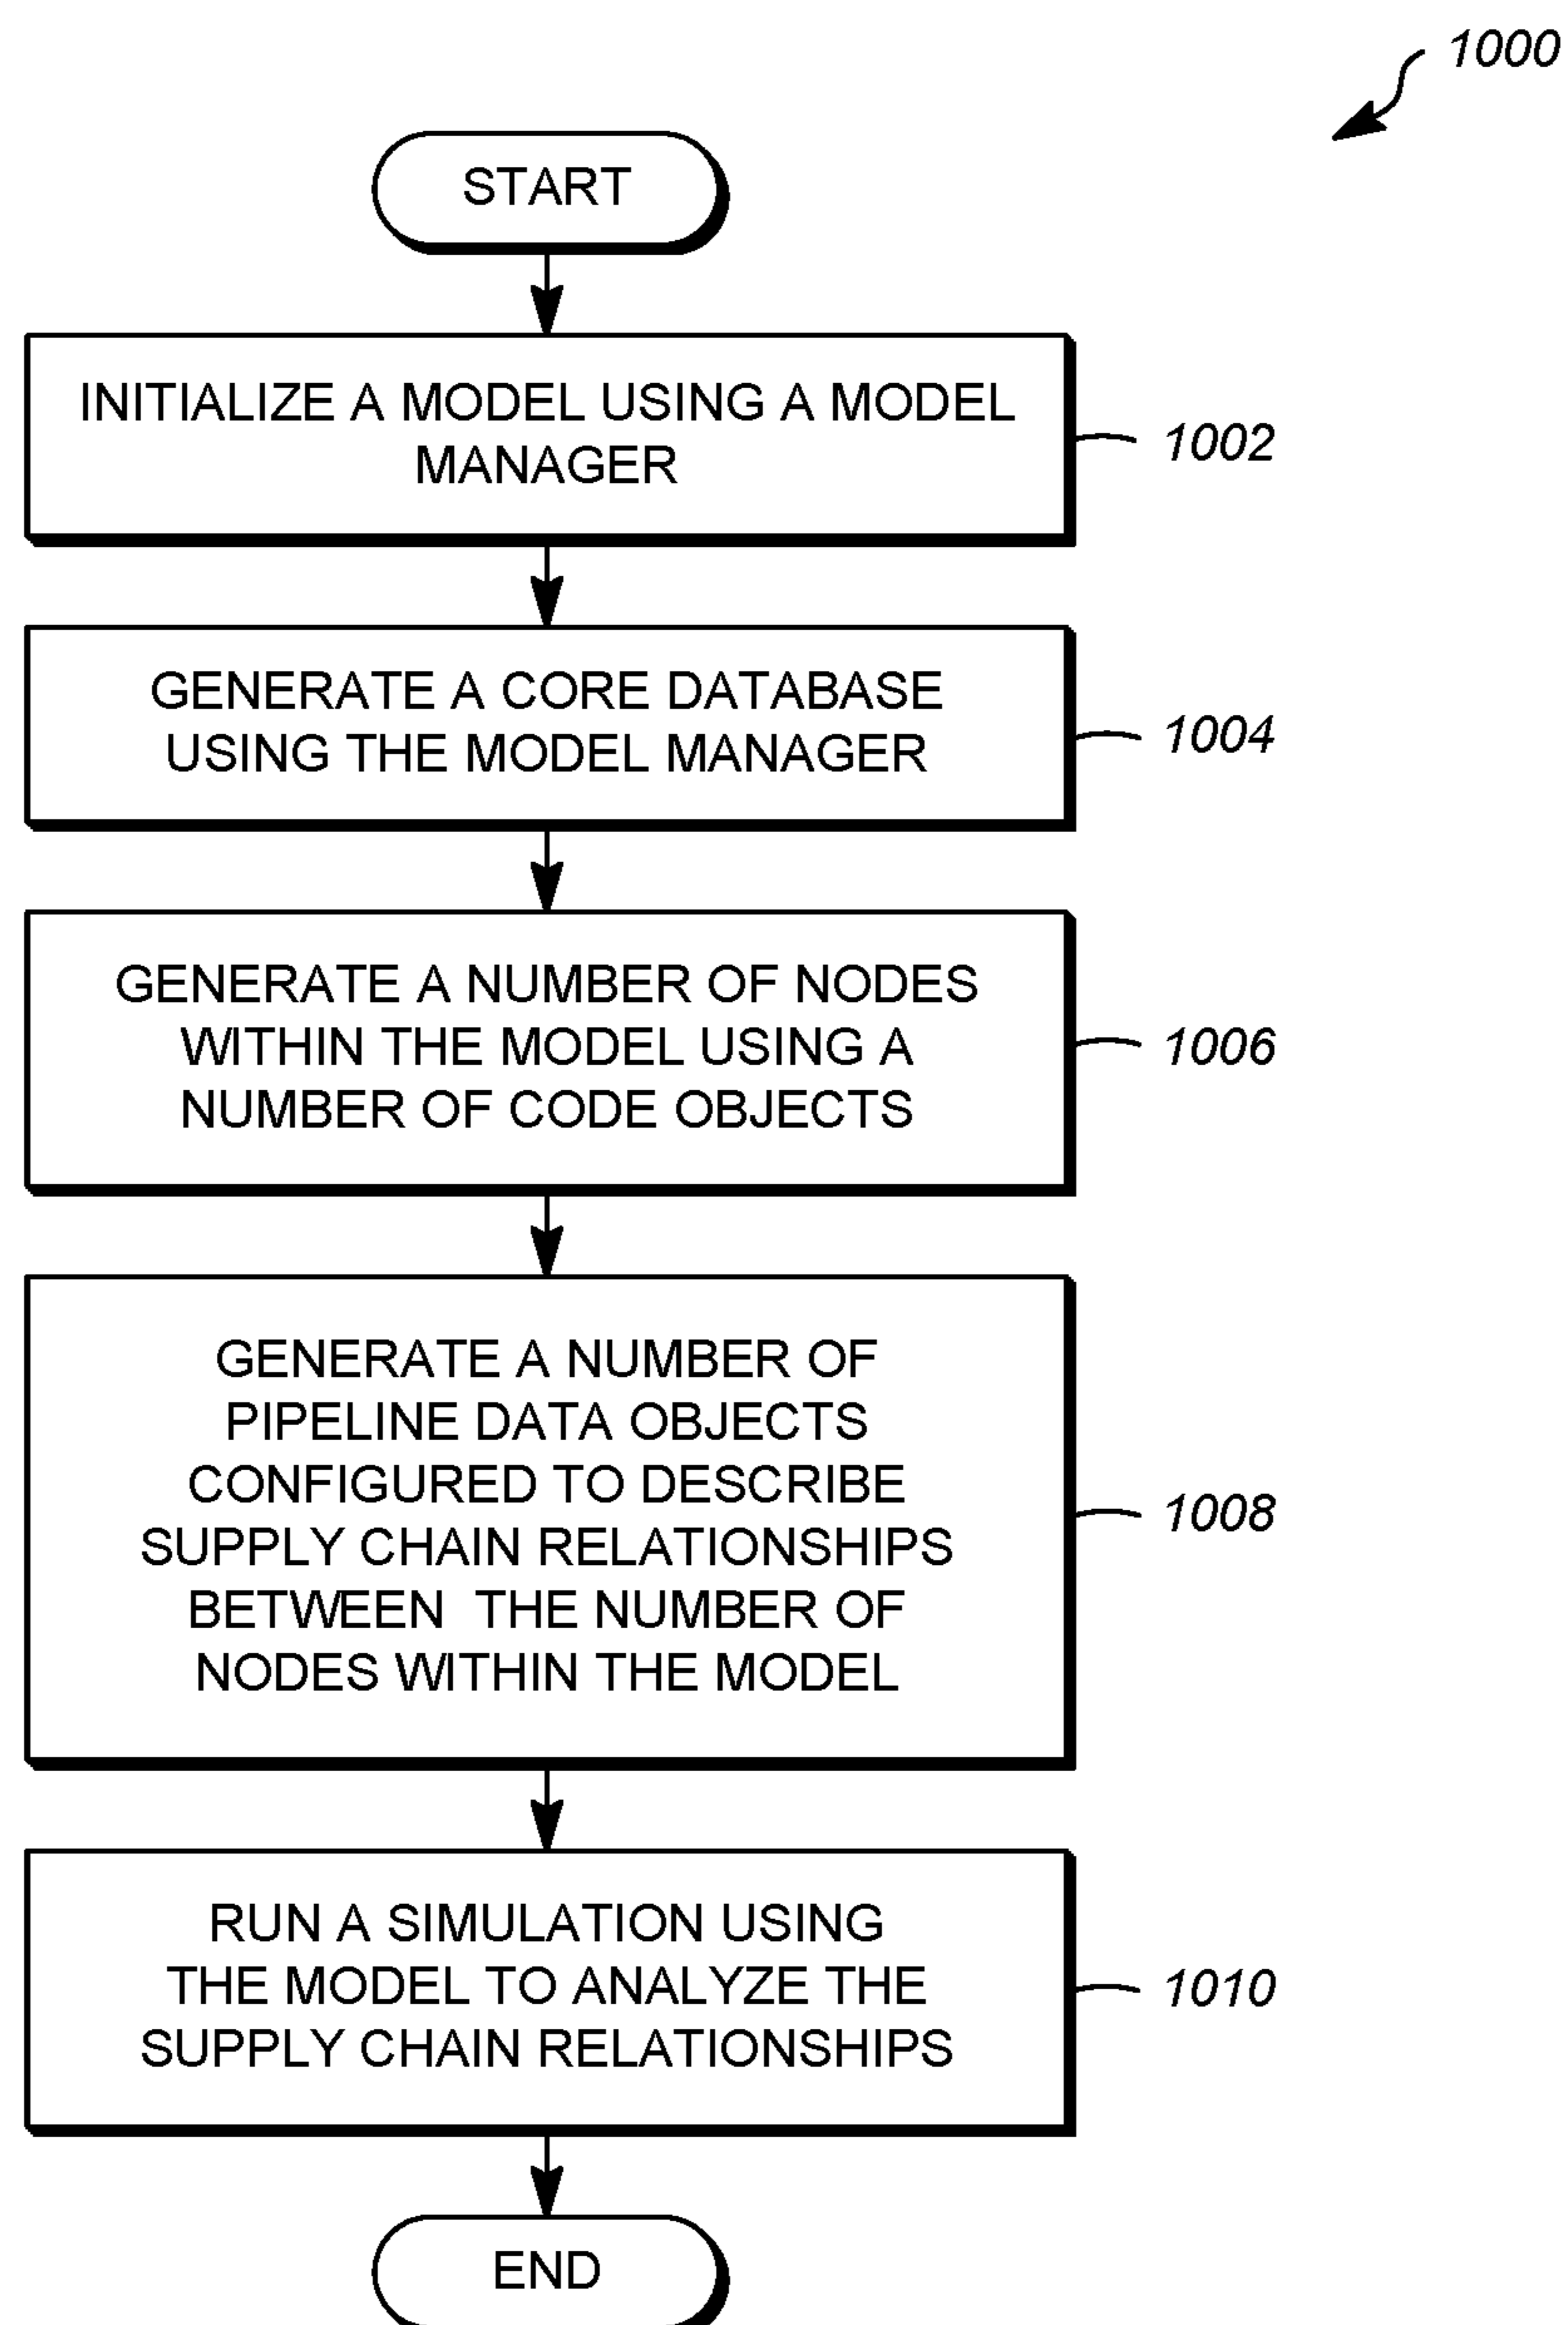 1000
START
INITIALIZE A MODEL USING A MODEL
MANAGER
1002
GENERATE A CORE DATABASE
USING THE MODEL MANAGER
1004
GENERATE A NUMBER OF NODES
WITHIN THE MODEL USING A
NUMBER OF CODE OBJECTS
1006
GENERATE A NUMBER OF
PIPELINE DATA OBJECTS
CONFIGURED TO DESCRIBE
SUPPLY CHAIN RELATIONSHIPS
BETWEEN THE NUMBER OF
NODES WITHIN THE MODEL
1008
RUN A SIMULATION USING
THE MODEL TO ANALYZE THE
SUPPLY CHAIN RELATIONSHIPS
1010
END